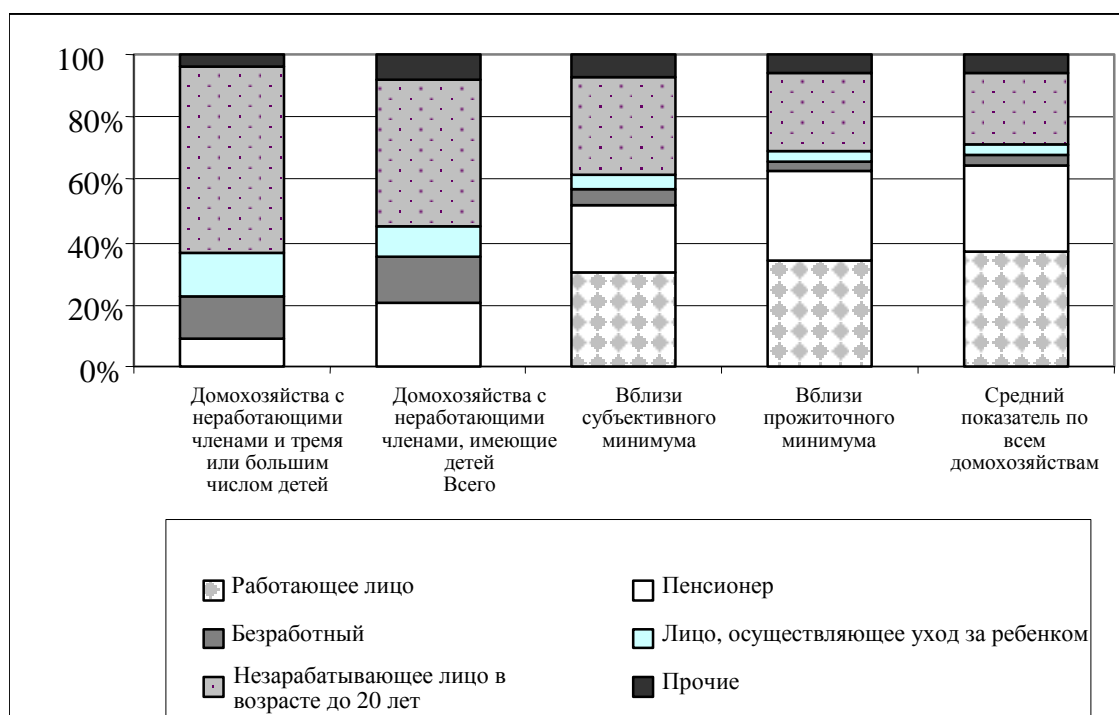 100
80%
60%
40%
20%
0%
Домохозяйства с
неработающими
членами и тремя
или большим
числом детей
Домохозяйства с
неработающими
членами, имеющие
детей
Всего
Вблизи
субъективного
минимума
Вблизи
прожиточного
минимума
Средний
показатель по
всем
домохозяйствам
Работающее лицо
Пенсионер
Безработный
Лицо, осуществляющее уход за ребенком
Незарабатывающее лицо в
возрасте до 20 лет
Прочие